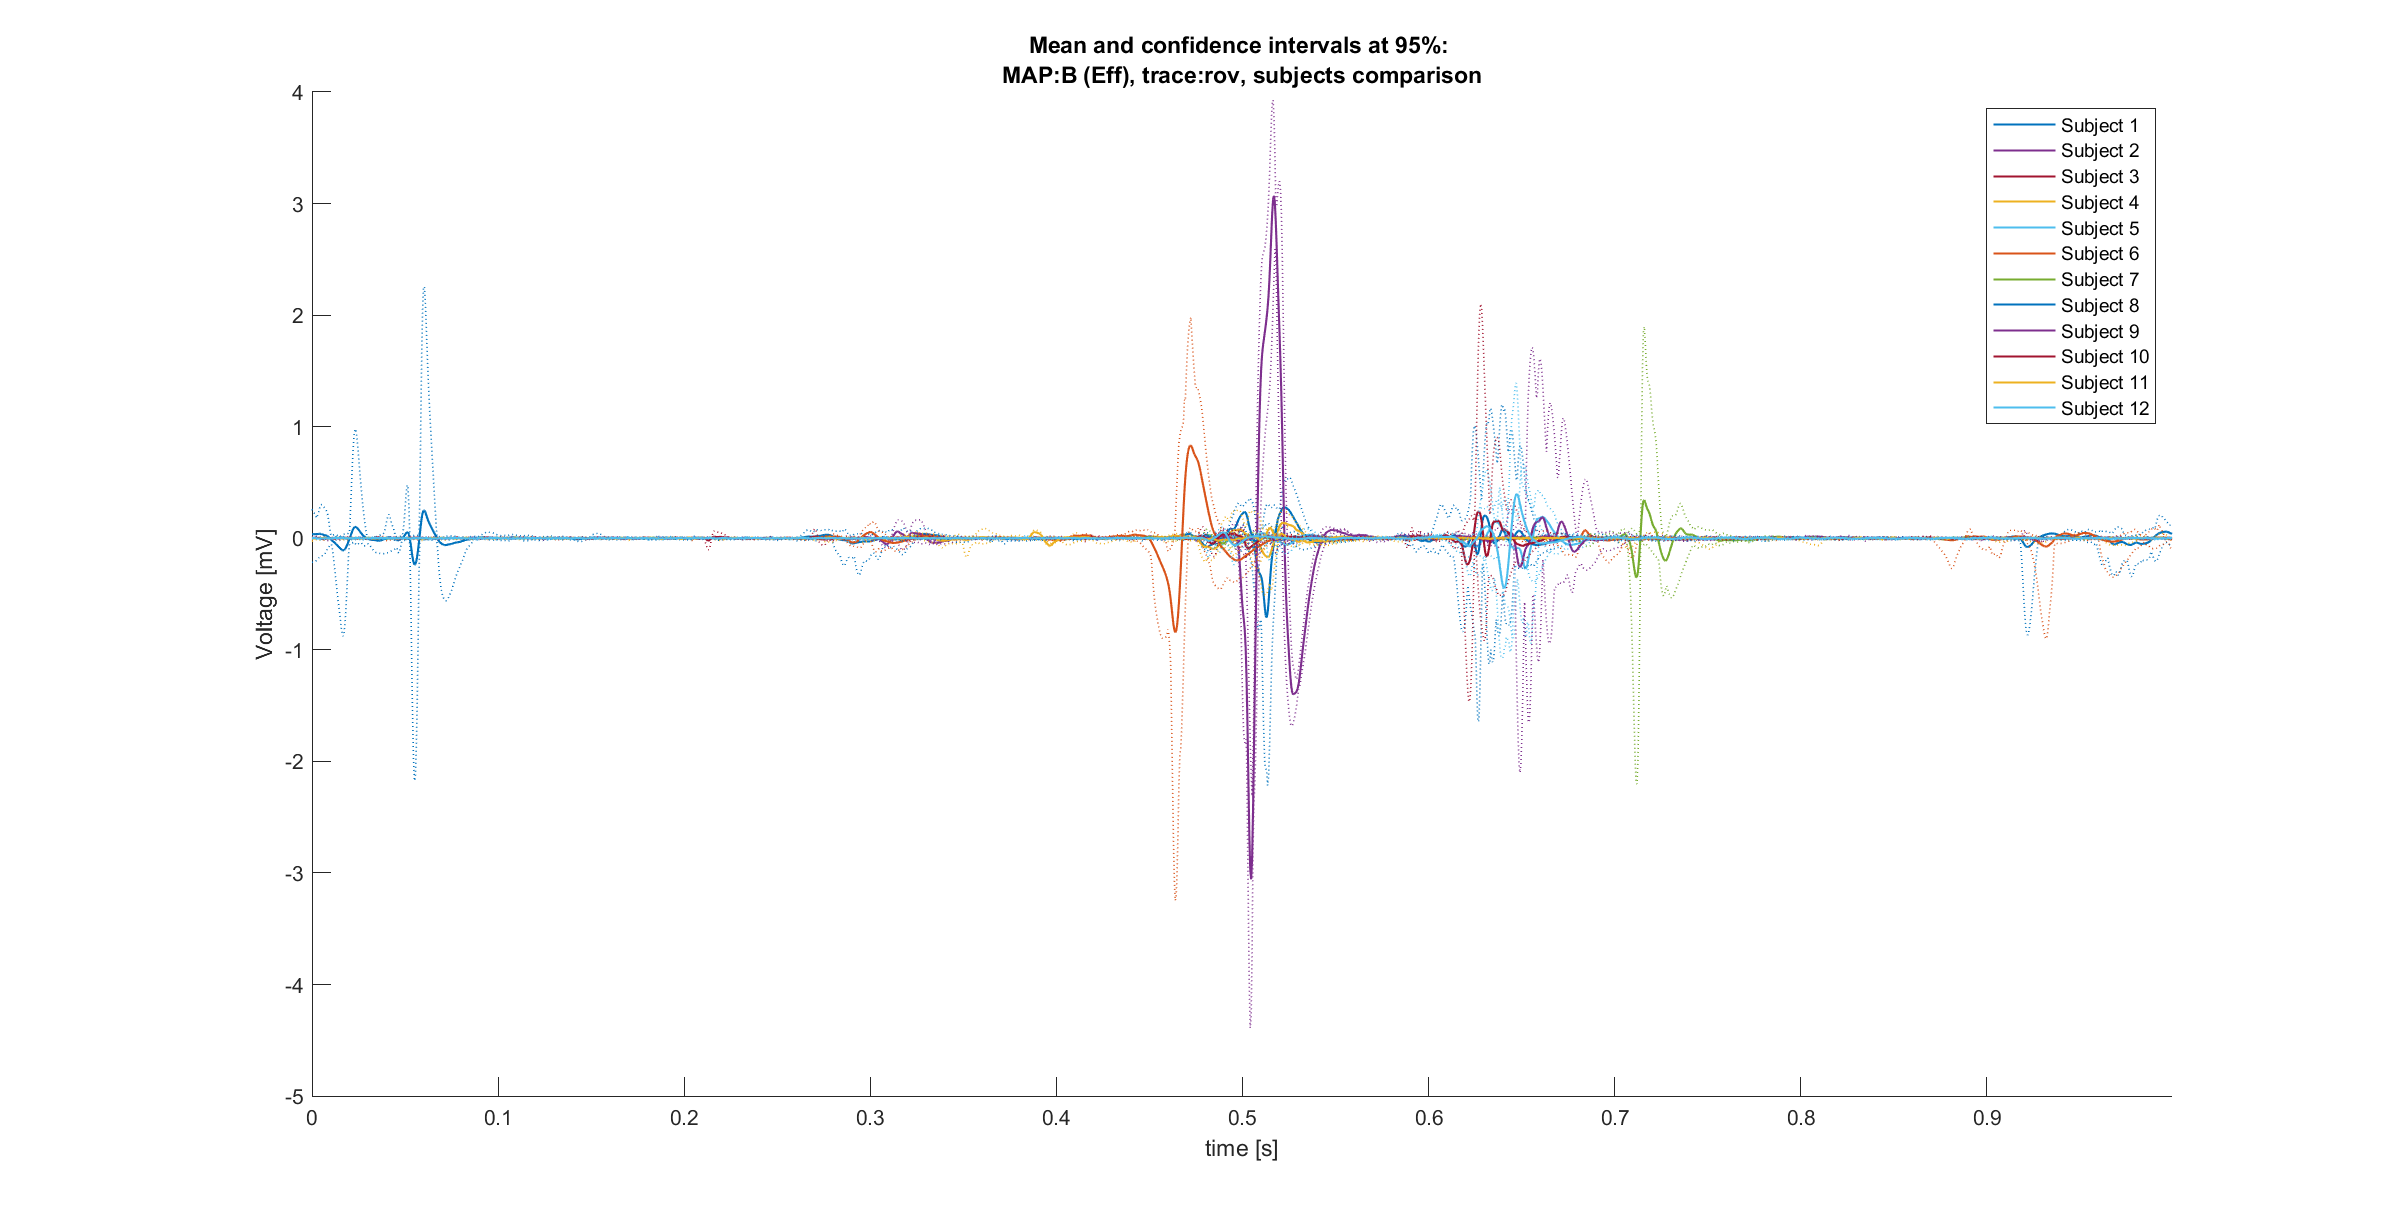 Mean and confidence intervals at 95%:
MAP:B (Eff), trace:rov, subjects comparison
4
3
2
1
0
-1
-2
-3
-4
-5
Voltage [mV]
0
0.1
0.2
0.3
0.4
0.5
0.6
0.7
0.8
0.9
time [s]
Subject 1
Subject 2
Subject 3
Subject 4
Subject 5
Subject 6
Subject 7
Subject 8
Subject 9
Subject 10
Subject 11
Subject 12